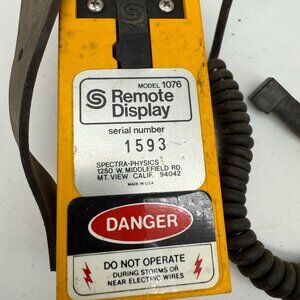 MODEL 1076
Remote
Display
serial number
1593
SPECTRA-PHYSICS
1250 W. MIDDLEFIELD RD.
MT. VIEW CALIF. 94042
MADE IN U.S.A.
DANGER
DO NOT OPERATE
DURING STORMS OR
NEAR ELECTRIC WIRES